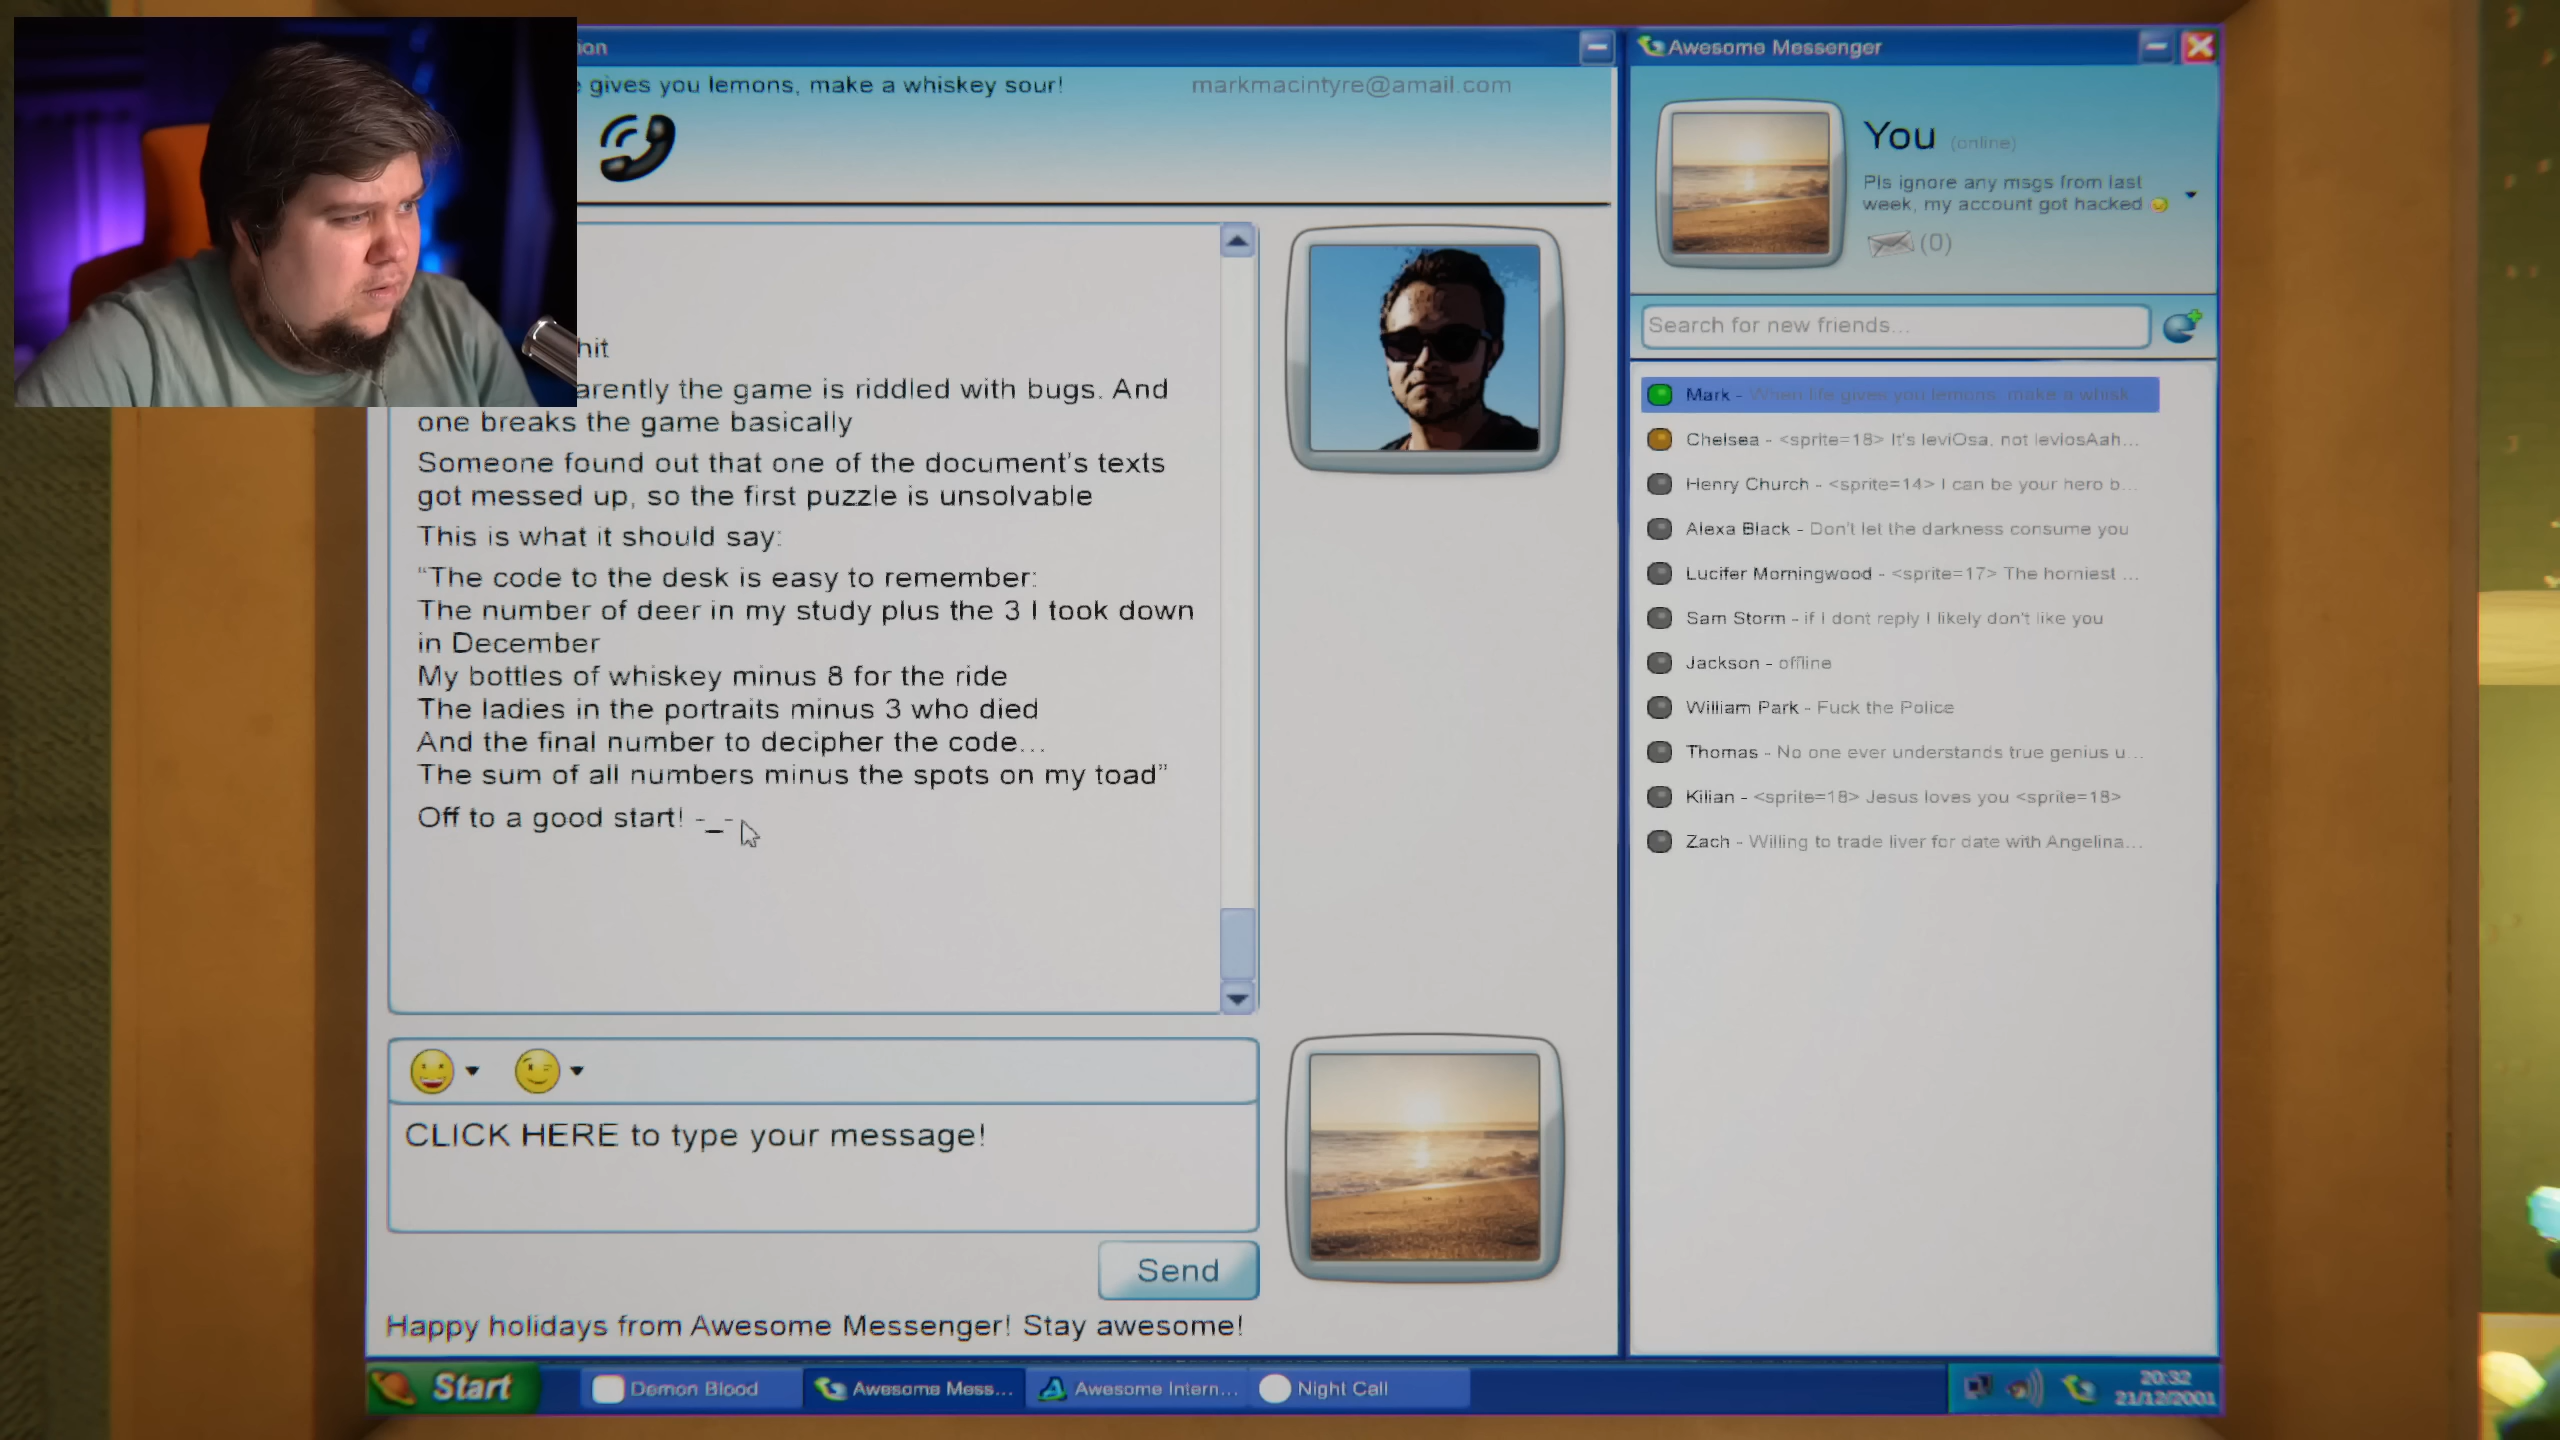 ion
e gives you lemons, make a whiskey sour!
markmacintyre@amail.com
hit
arently the game is riddled with bugs. And
one breaks the game basically
Someone found out that one of the document's texts
got messed up, so the first puzzle is unsolvable
This is what it should say:
"The code to the desk is easy to remember:
The number of deer in my study plus the 3 I took down
in December
My bottles of whiskey minus 8 for the ride
The ladies in the portraits minus 3 who died
And the final number to decipher the code...
The sum of all numbers minus the spots on my toad"
Off to a good start! -_-
CLICK HERE to type your message!
Send
Happy holidays from Awesome Messenger! Stay awesome!
Awesome Messenger
You (online)
Pls ignore any msgs from last
week, my account got hacked
(0)
Search for new friends...
Mark - When life gives you lemons, make a whisk...
Chelsea - <sprite=18> It's leviOsa, not leviosAah...
Henry Church - <sprite=14> I can be your hero b...
Alexa Black - Don't let the darkness consume you
Lucifer Morningwood - <sprite=17> The horniest ...
Sam Storm - if I dont reply I likely don't like you
Jackson - offline
William Park - Fuck the Police
Thomas - No one ever understands true genius u...
Kilian - <sprite=18> Jesus loves you <sprite=18>
Zach - Willing to trade liver for date with Angelina...
Start
Demon Blood
Awesome Mess...
Awesome Intern...
Night Call
20:32
21/12/2001